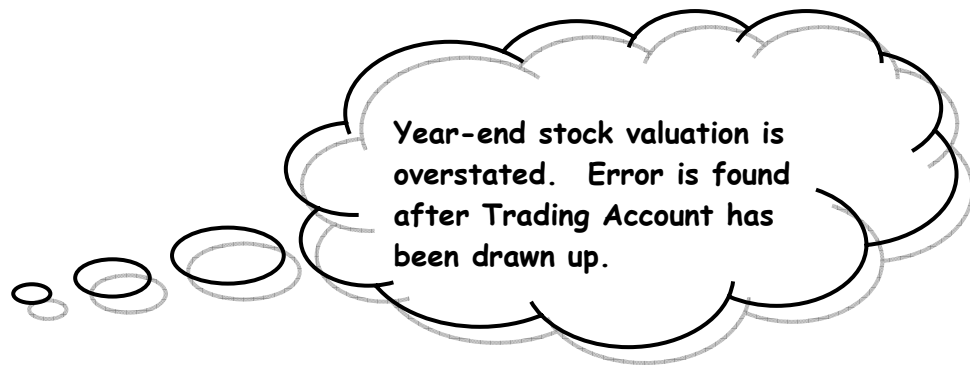 Year-end stock valuation is
overstated.  Error is found
after Trading Account has
been drawn up.